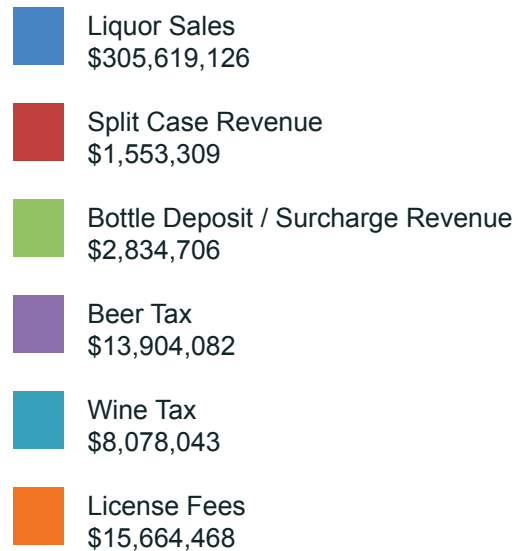 Liquor Sales
$305,619,126
Split Case Revenue
$1,553,309
Bottle Deposit / Surcharge Revenue
$2,834,706
Beer Tax
$13,904,082
Wine Tax
$8,078,043
License Fees
$15,664,468